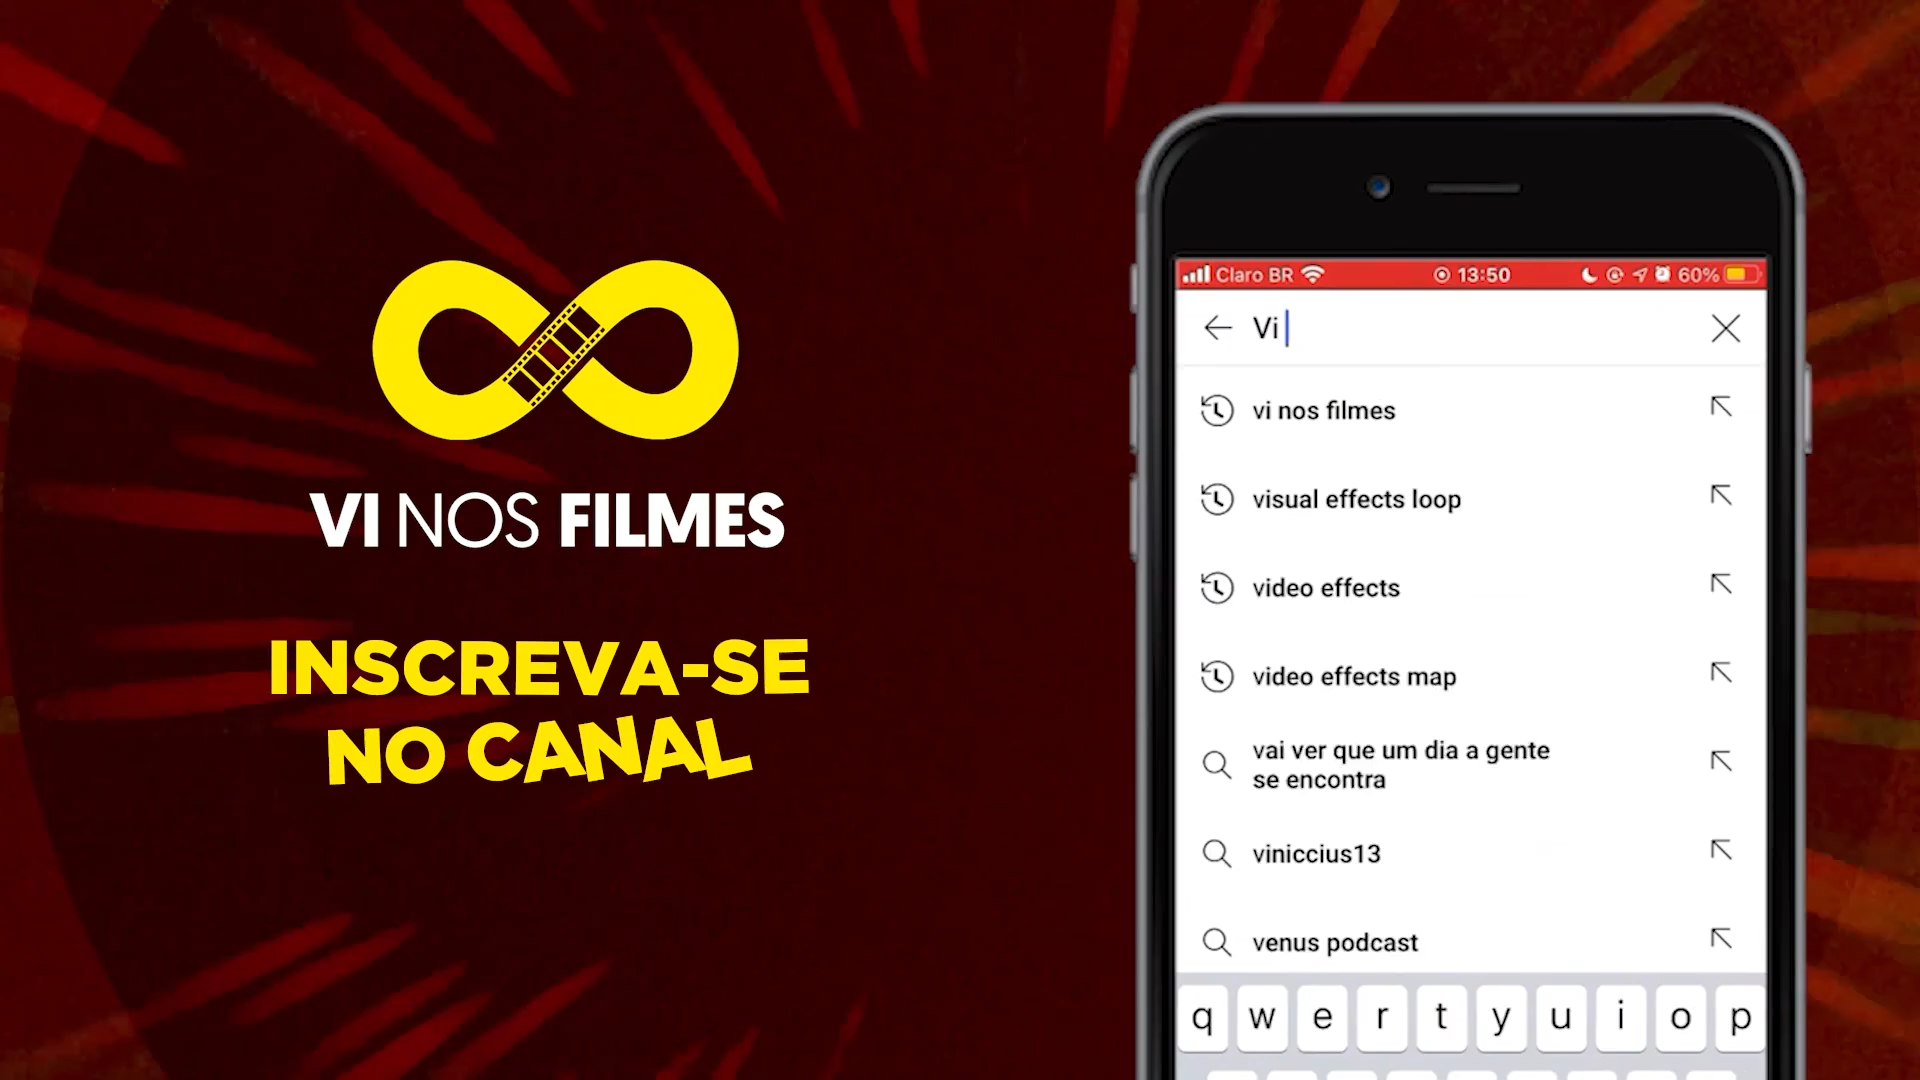 VI NOS FILMES
INSCREVA-SE
NO CANAL
Claro BR
13:50
60%
Vi
vi nos filmes
visual effects loop
video effects
video effects map
vai ver que um dia a gente
se encontra
viniccius13
venus podcast
q w e r t y u i o p